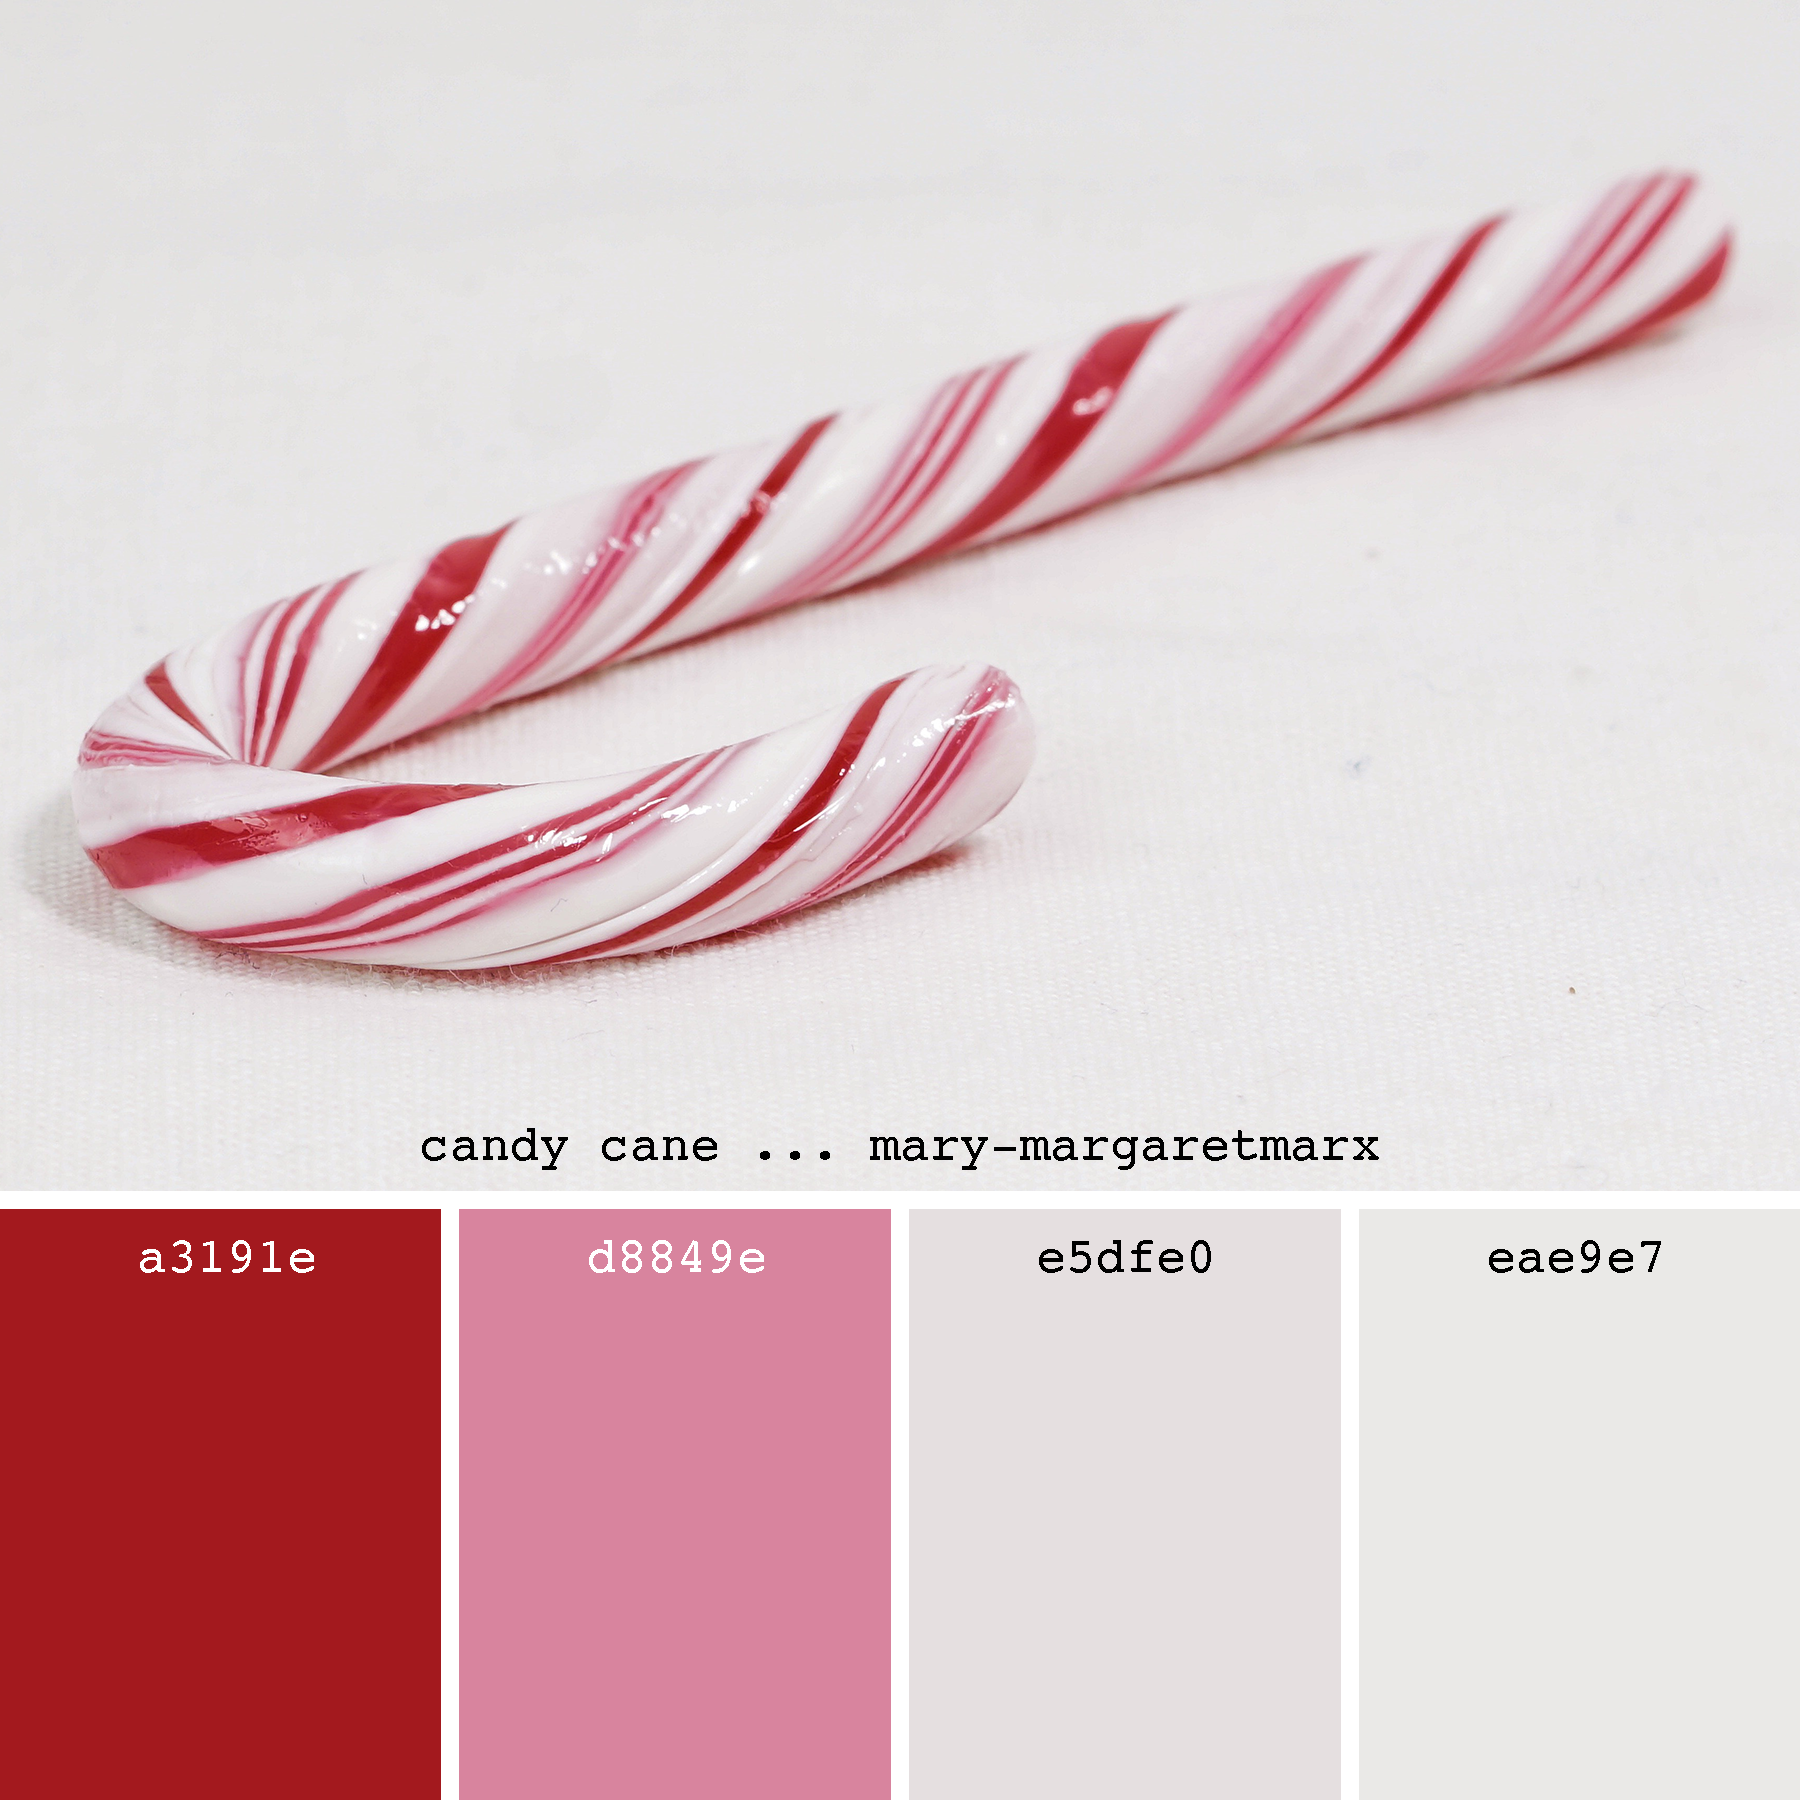 candy cane ... mary-margaretmarx
a3191e d8849e e5dfe0 eae9e7